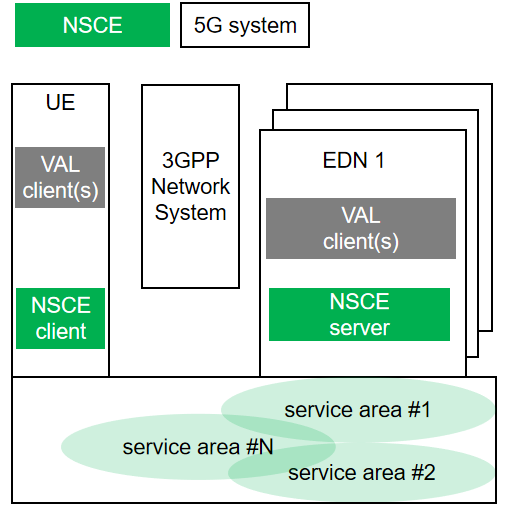 NSCE
5G system
UE
VAL
client(s)
NSCE
client
3GPP
Network
System
EDN 1
VAL
client(s)
NSCE
server
service area #1
service area #N
service area #2